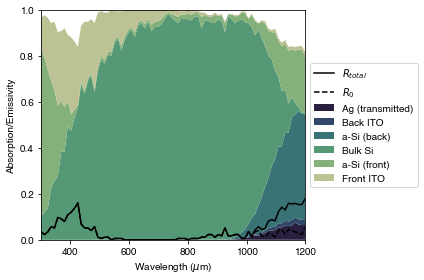 1.0
0.8
0.6
0.4
0.2
0.0
Absorption/Emissivity
400
600
800
1000
1200
Wavelength (μm)
R_total
R_0
Ag (transmitted)
Back ITO
a-Si (back)
Bulk Si
a-Si (front)
Front ITO